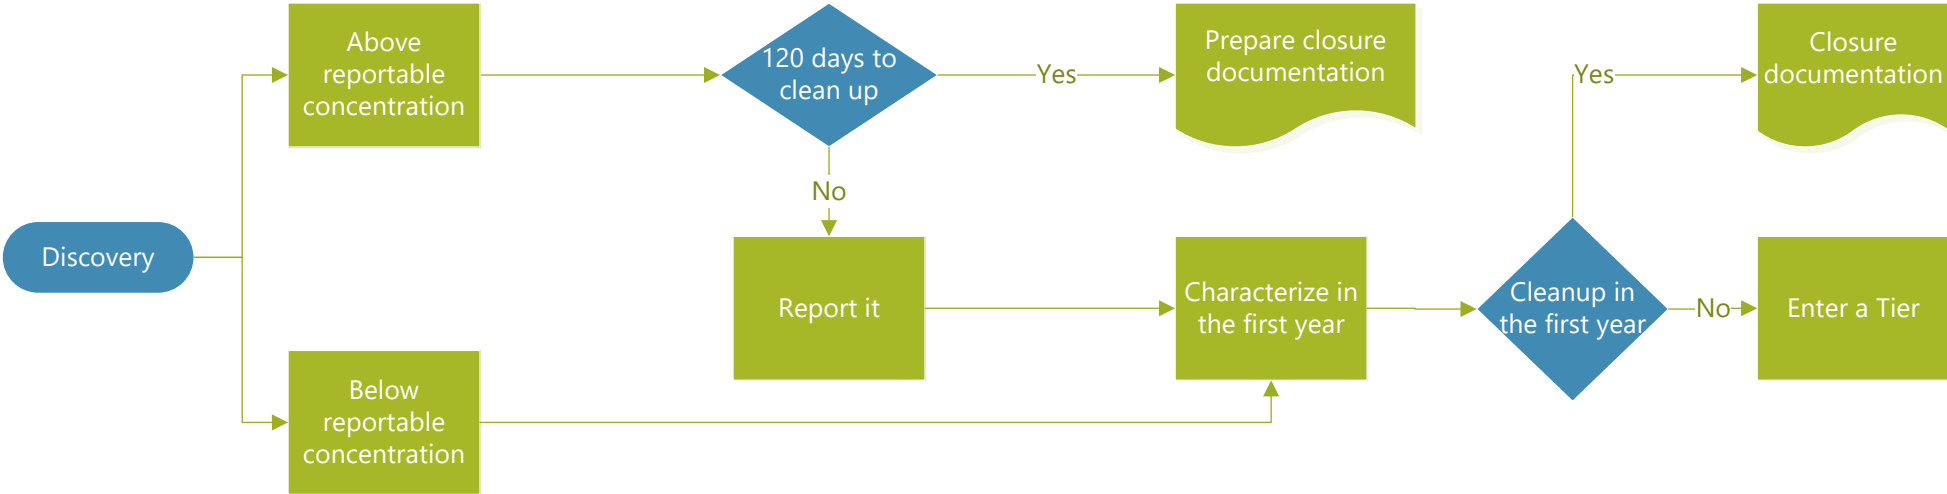 Above
reportable
concentration
120 days to
clean up
Yes
Prepare closure
documentation
Yes
Closure
documentation
No
Discovery
Report it
Characterize in
the first year
Cleanup in
the first year
No
Enter a Tier
Below
reportable
concentration